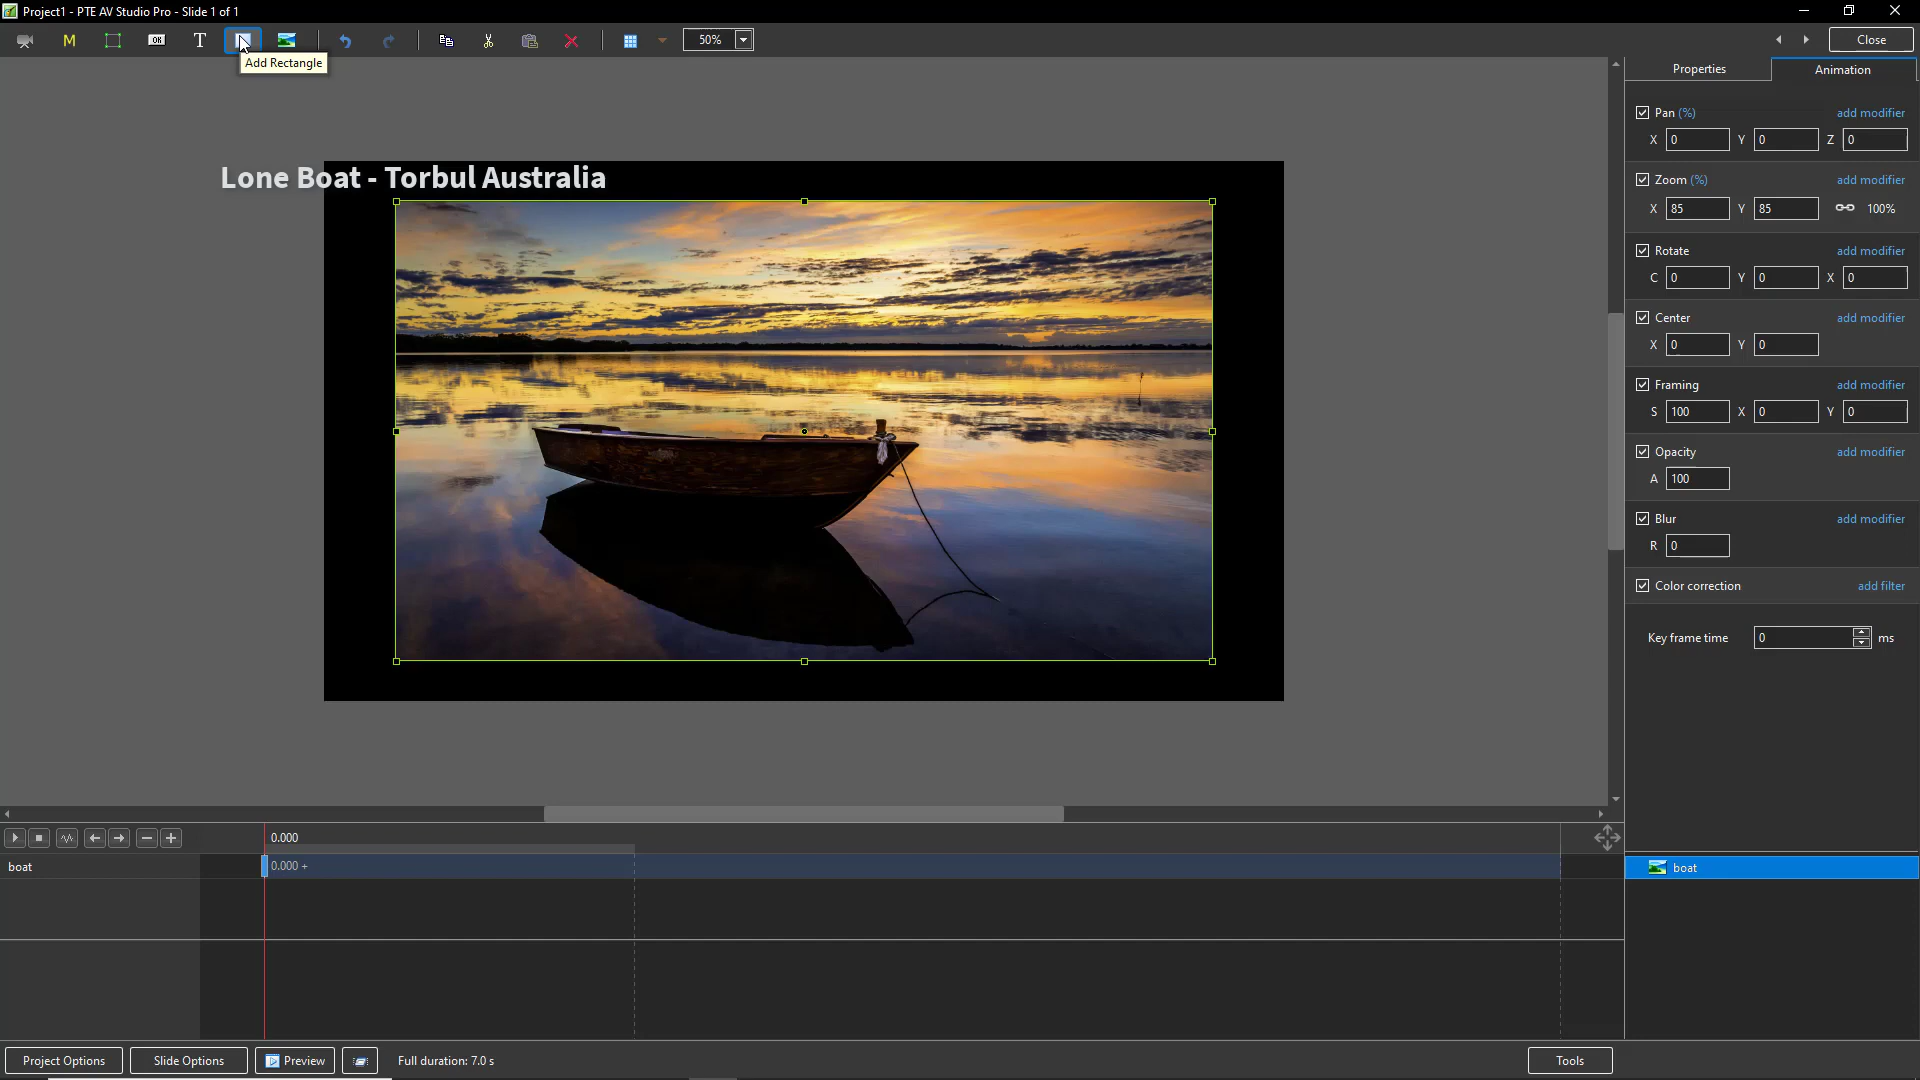 Project1 - PTE AV Studio Pro - Slide 1 of 1
M
OK
T
50%
Close
Add Rectangle
Properties
Animation
Pan (%)
add modifier
X 0 Y 0 Z 0
Lone Boat - Torbul Australia
Zoom (%)
add modifier
X 85 Y 85 100%
Rotate
add modifier
C 0 Y 0 X 0
Center
add modifier
X 0 Y 0
Framing
add modifier
S 100 X 0 Y 0
Opacity
add modifier
A 100
Blur
add modifier
R 0
Color correction
add filter
Key frame time 0 ms
0.000
boat
0.000 +
boat
Project Options
Slide Options
Preview
Full duration: 7.0 s
Tools